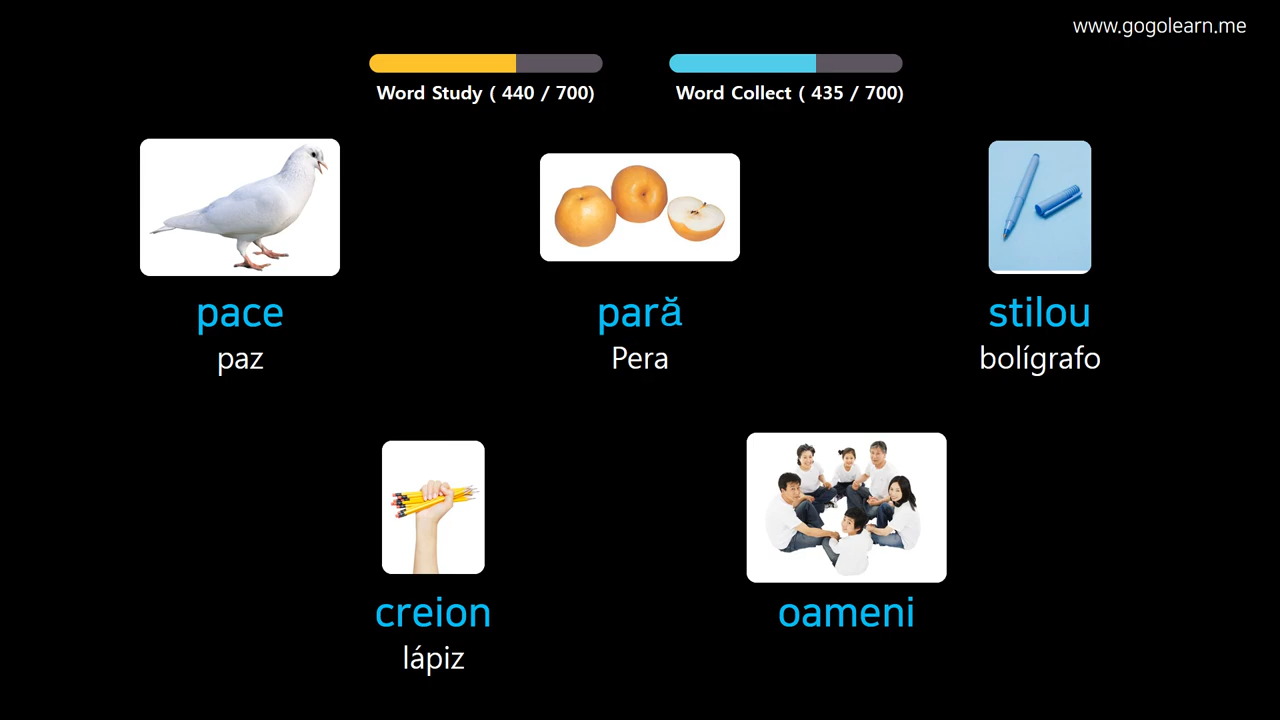 www.gogolearn.me
Word Study ( 440 / 700)
Word Collect ( 435 / 700)
pace
paz
pară
Pera
stilou
bolígrafo
creion
lápiz
oameni